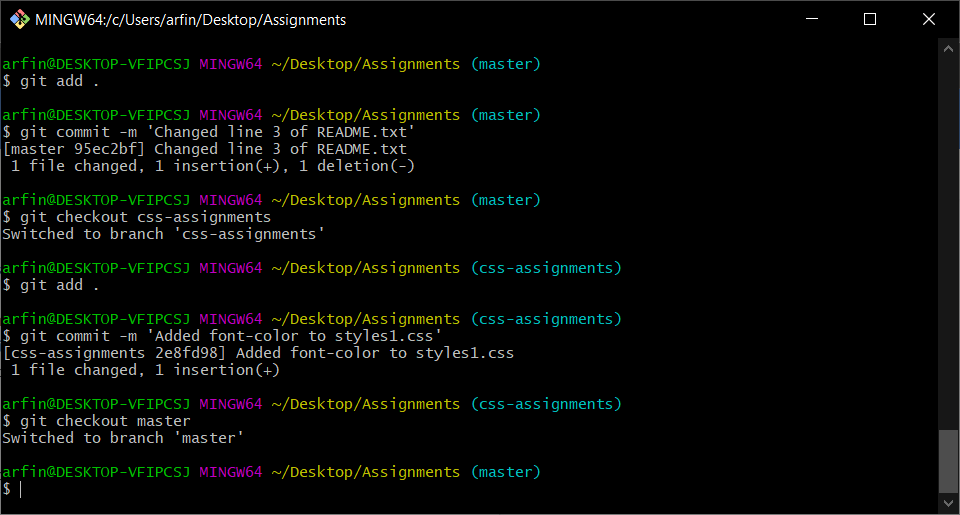 MINGW64:/c/Users/arfin/Desktop/Assignments
arfin@DESKTOP-VFIPCSJ MINGW64 ~/Desktop/Assignments (master)
$ git add .
arfin@DESKTOP-VFIPCSJ MINGW64 ~/Desktop/Assignments (master)
$ git commit -m 'Changed line 3 of README.txt'
[master 95ec2bf] Changed line 3 of README.txt
 1 file changed, 1 insertion(+), 1 deletion(-)
arfin@DESKTOP-VFIPCSJ MINGW64 ~/Desktop/Assignments (master)
$ git checkout css-assignments
Switched to branch 'css-assignments'
arfin@DESKTOP-VFIPCSJ MINGW64 ~/Desktop/Assignments (css-assignments)
$ git add .
arfin@DESKTOP-VFIPCSJ MINGW64 ~/Desktop/Assignments (css-assignments)
$ git commit -m 'Added font-color to styles1.css'
[css-assignments 2e8fd98] Added font-color to styles1.css
 1 file changed, 1 insertion(+)
arfin@DESKTOP-VFIPCSJ MINGW64 ~/Desktop/Assignments (css-assignments)
$ git checkout master
Switched to branch 'master'
arfin@DESKTOP-VFIPCSJ MINGW64 ~/Desktop/Assignments (master)
$